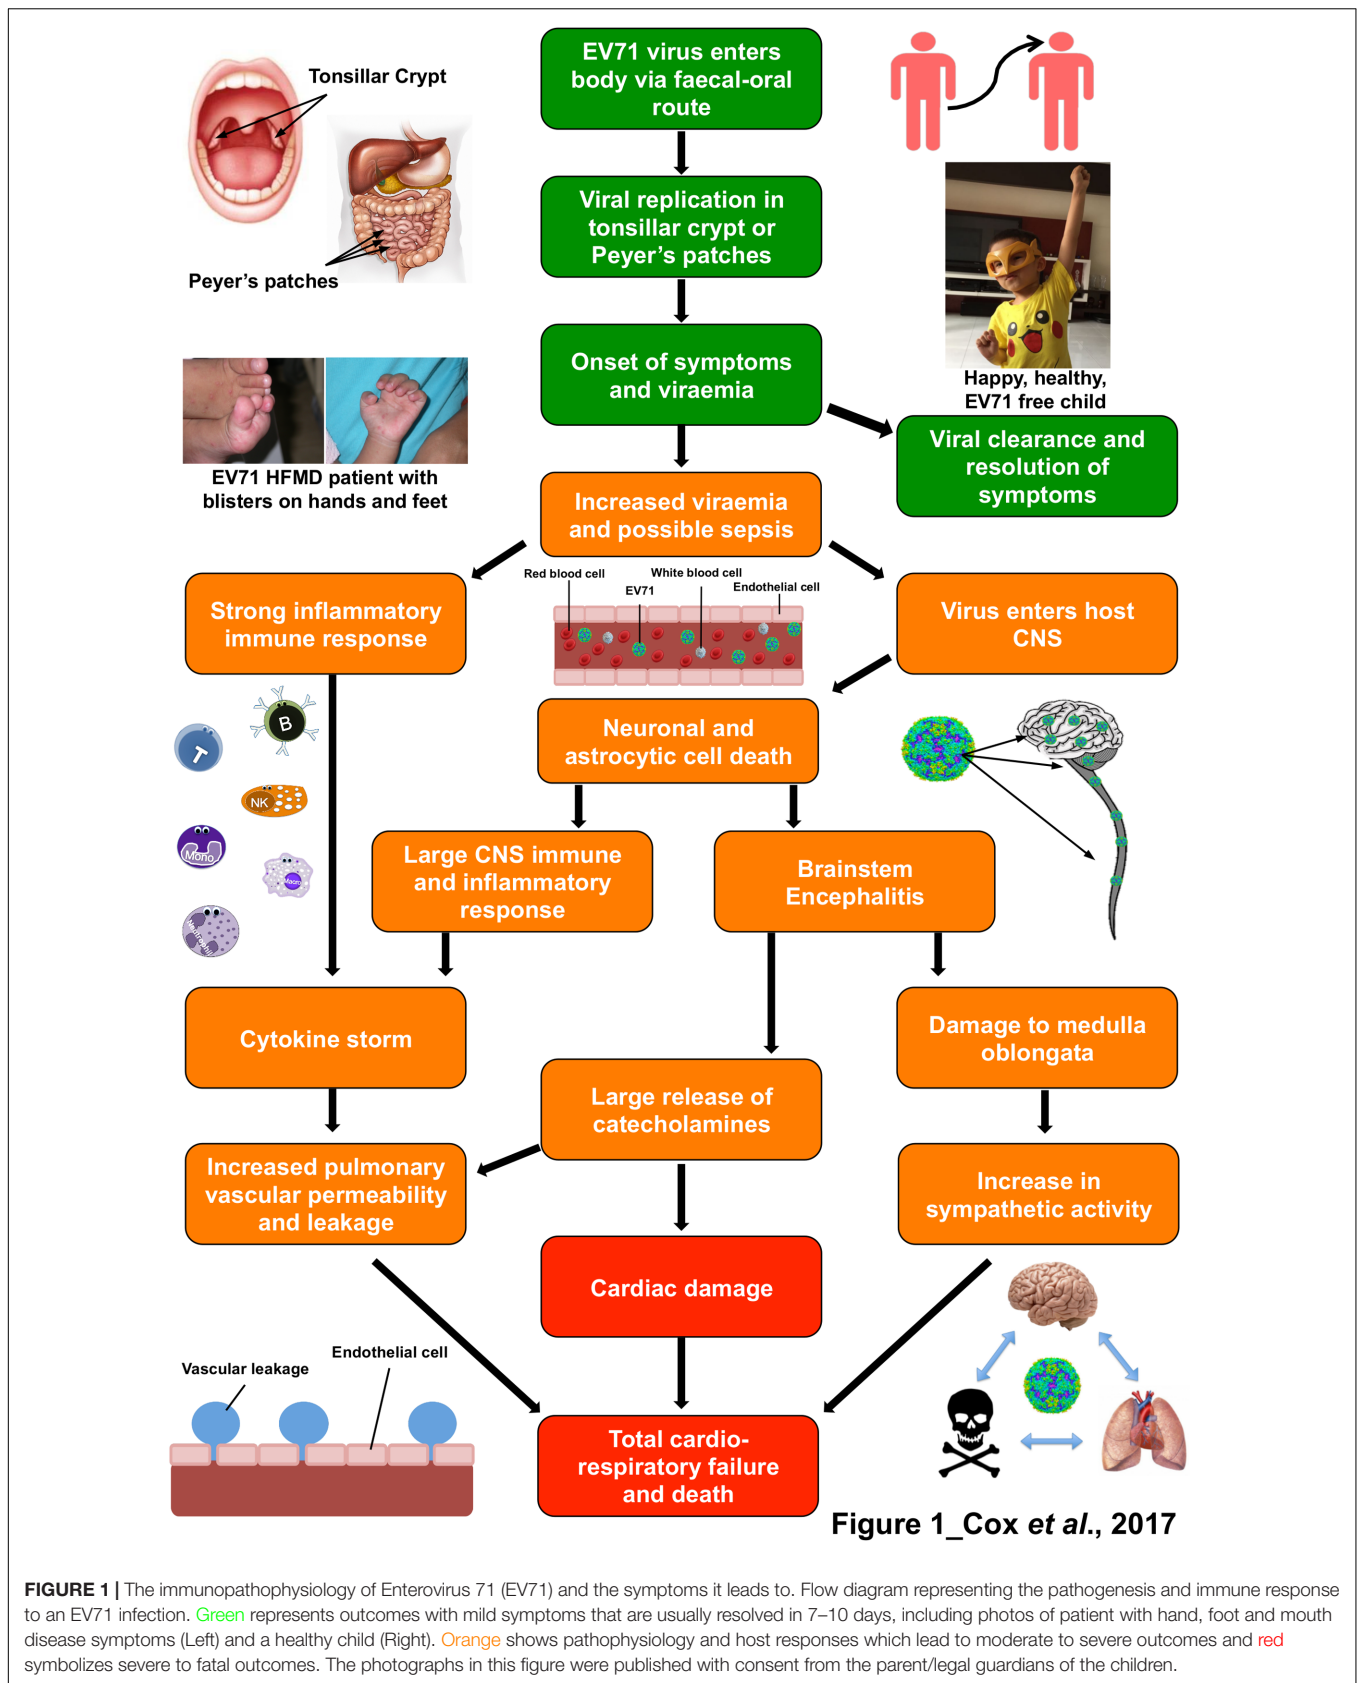 EV71 virus enters
body via faecal-oral
route
Tonsillar Crypt
Peyer's patches
Viral replication in
tonsillar crypt or
Peyer's patches
Happy, healthy,
EV71 free child
Onset of symptoms
and viraemia
EV71 HFMD patient with
blisters on hands and feet
Viral clearance and
resolution of
symptoms
Increased viraemia
and possible sepsis
Strong inflammatory
immune response
Red blood cell
EV71
White blood cell
Endothelial cell
Virus enters host
CNS
Neuronal and
astrocytic cell death
B
T
NK
Mono
Macro
Neutrophil
Large CNS immune
and inflammatory
response
Brainstem
Encephalitis
Cytokine storm
Damage to medulla
oblongata
Large release of
catecholamines
Increased pulmonary
vascular permeability
and leakage
Increase in
sympathetic activity
Cardiac damage
Vascular leakage
Endothelial cell
Total cardio-
respiratory failure
and death
Figure 1_Cox et al., 2017
FIGURE 1 | The immunopathophysiology of Enterovirus 71 (EV71) and the symptoms it leads to. Flow diagram representing the pathogenesis and immune response
to an EV71 infection. Green represents outcomes with mild symptoms that are usually resolved in 7–10 days, including photos of patient with hand, foot and mouth
disease symptoms (Left) and a healthy child (Right). Orange shows pathophysiology and host responses which lead to moderate to severe outcomes and red
symbolizes severe to fatal outcomes. The photographs in this figure were published with consent from the parent/legal guardians of the children.